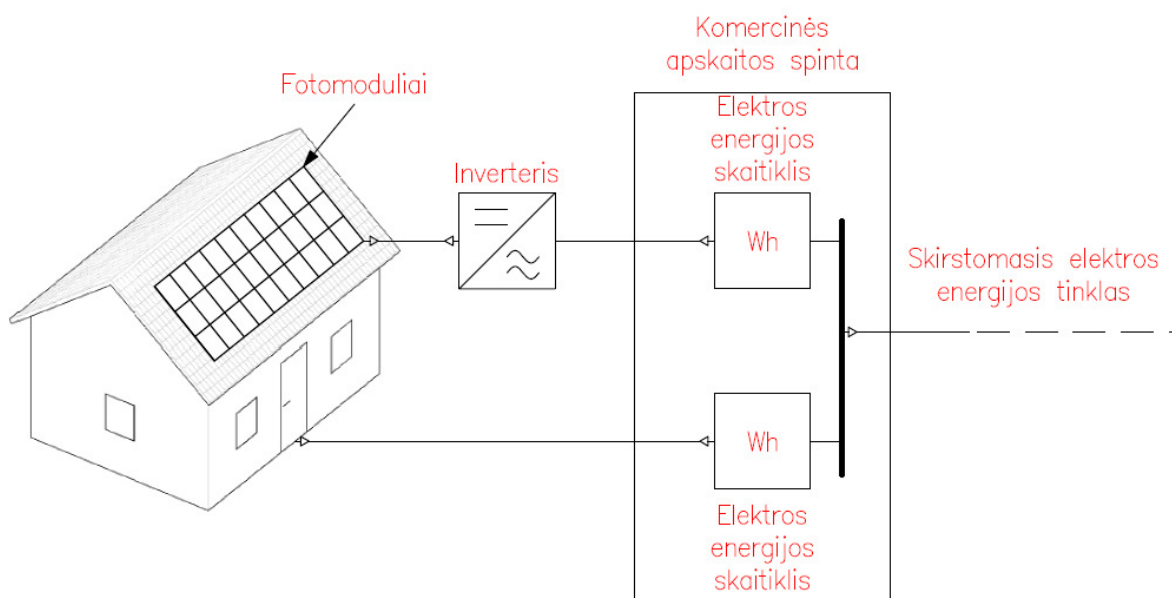 Komercinės
apskaitos spinta
Fotomoduliai
Elektros
energijos
skaitiklis
Inverteris
Wh
Skirstomasis elektros
energijos tinklas
Wh
Elektros
energijos
skaitiklis